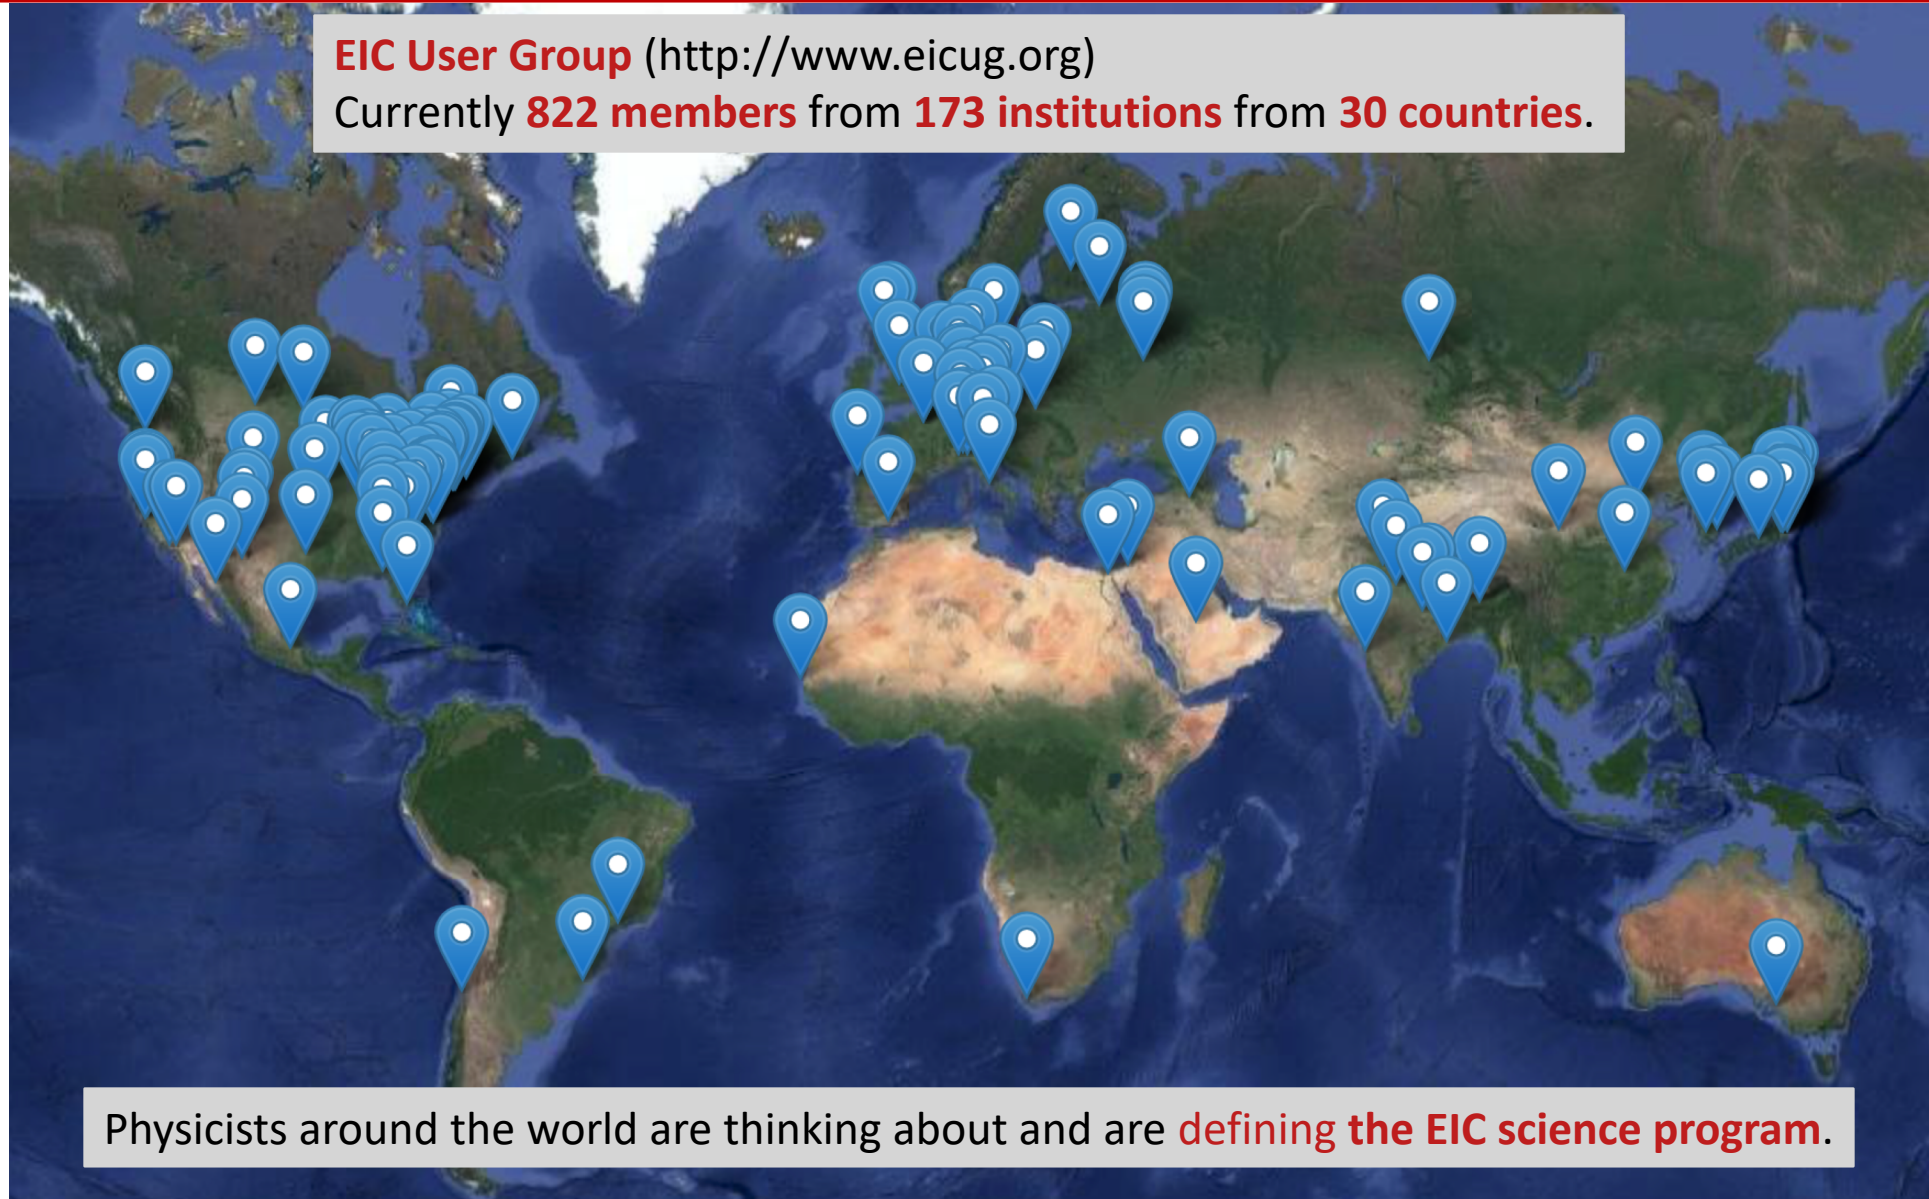 EIC User Group (http://www.eicug.org)
Currently 822 members from 173 institutions from 30 countries.
Physicists around the world are thinking about and are defining the EIC science program.